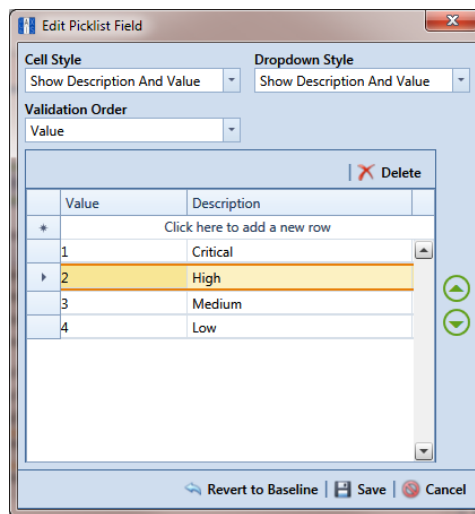 Edit Picklist Field
Cell Style Dropdown Style
Show Description And Value Show Description And Value
Validation Order
Value
Delete
Value Description
Click here to add a new row
1 Critical
2 High
3 Medium
4 Low
Revert to Baseline | Save | Cancel